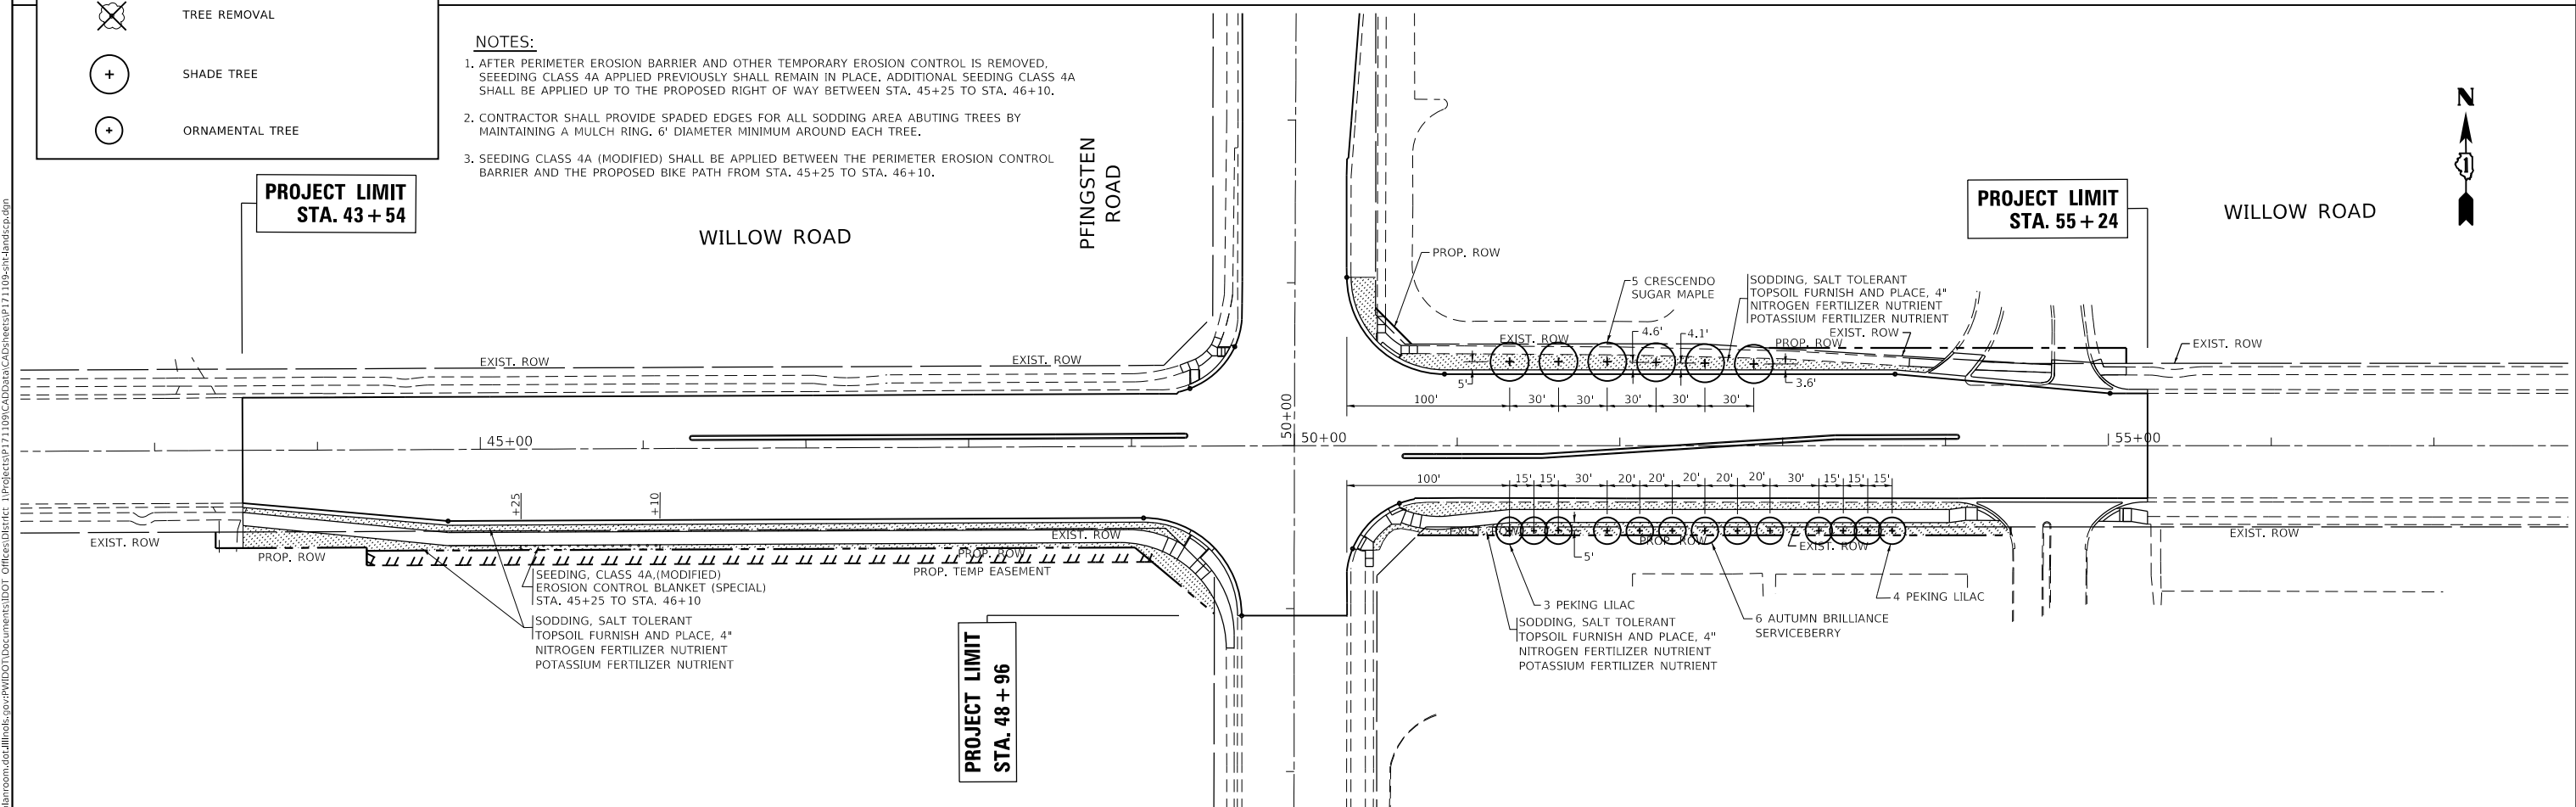 TREE REMOVAL
SHADE TREE
ORNAMENTAL TREE
NOTES:
1. AFTER PERIMETER EROSION BARRIER AND OTHER TEMPORARY EROSION CONTROL IS REMOVED,
SEEEDING CLASS 4A APPLIED PREVIOUSLY SHALL REMAIN IN PLACE. ADDITIONAL SEEDING CLASS 4A
SHALL BE APPLIED UP TO THE PROPOSED RIGHT OF WAY BETWEEN STA. 45+25 TO STA. 46+10.
2. CONTRACTOR SHALL PROVIDE SPADED EDGES FOR ALL SODDING AREA ABUTING TREES BY
MAINTAINING A MULCH RING. 6' DIAMETER MINIMUM AROUND EACH TREE.
3. SEEDING CLASS 4A (MODIFIED) SHALL BE APPLIED BETWEEN THE PERIMETER EROSION CONTROL
BARRIER AND THE PROPOSED BIKE PATH FROM STA. 45+25 TO STA. 46+10.
PROJECT LIMIT
STA. 43+54
WILLOW ROAD
PFINGSTEN
ROAD
N
1
PROJECT LIMIT
STA. 55+24
WILLOW ROAD
PROP. ROW
5 CRESCENDO
SUGAR MAPLE
SODDING, SALT TOLERANT
TOPSOIL FURNISH AND PLACE, 4"
NITROGEN FERTILIZER NUTRIENT
POTASSIUM FERTILIZER NUTRIENT
EXIST. ROW
EXIST. ROW
4.6'
4.1'
PROP. ROW
EXIST. ROW
EXIST. ROW
EXIST. ROW
5'
3.6'
100'
30'
30'
30'
30'
30'
45+00
50+00
50+00
55+00
100'
15'
15'
30'
20'
20'
20'
20'
20'
30'
15'
15'
15'
+25
+10
EXIST. ROW
PROP. ROW
PROP. ROW
EXIST. ROW
PROP. TEMP EASEMENT
EXIST. ROW
PROP. ROW
EXIST. ROW
EXIST. ROW
5'
SEEDING, CLASS 4A,(MODIFIED)
EROSION CONTROL BLANKET (SPECIAL)
STA. 45+25 TO STA. 46+10
SODDING, SALT TOLERANT
TOPSOIL FURNISH AND PLACE, 4"
NITROGEN FERTILIZER NUTRIENT
POTASSIUM FERTILIZER NUTRIENT
3 PEKING LILAC
6 AUTUMN BRILLIANCE
SERVICEBERRY
4 PEKING LILAC
SODDING, SALT TOLERANT
TOPSOIL FURNISH AND PLACE, 4"
NITROGEN FERTILIZER NUTRIENT
POTASSIUM FERTILIZER NUTRIENT
PROJECT LIMIT
STA. 48+96